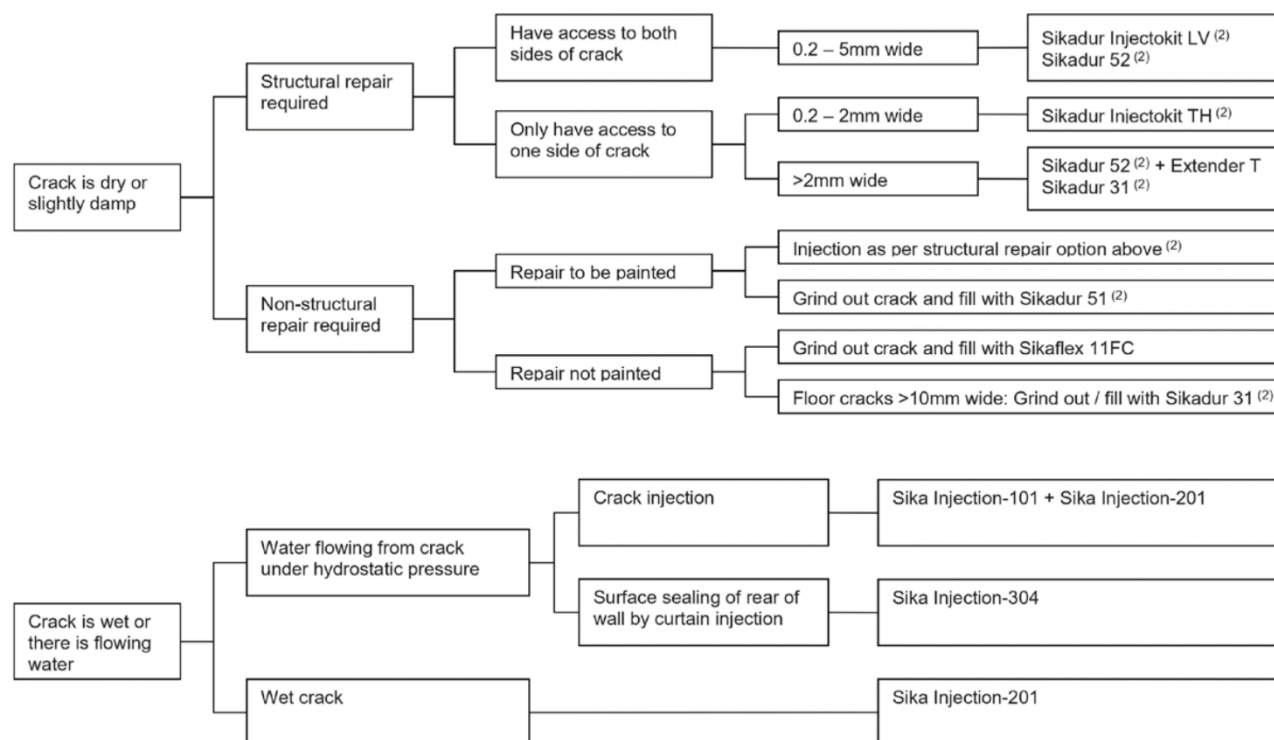 Have access to both
sides of crack
0.2 – 5mm wide
Sikadur Injectokit LV (2)
Sikadur 52 (2)
Structural repair
required
Only have access to
one side of crack
0.2 – 2mm wide
Sikadur Injectokit TH (2)
>2mm wide
Sikadur 52 (2) + Extender T
Sikadur 31 (2)
Crack is dry or
slightly damp
Non-structural
repair required
Repair to be painted
Injection as per structural repair option above (2)
Grind out crack and fill with Sikadur 51 (2)
Repair not painted
Grind out crack and fill with Sikaflex 11FC
Floor cracks >10mm wide: Grind out / fill with Sikadur 31 (2)
Crack is wet or
there is flowing
water
Water flowing from crack
under hydrostatic pressure
Crack injection
Sika Injection-101 + Sika Injection-201
Surface sealing of rear of
wall by curtain injection
Sika Injection-304
Wet crack
Sika Injection-201